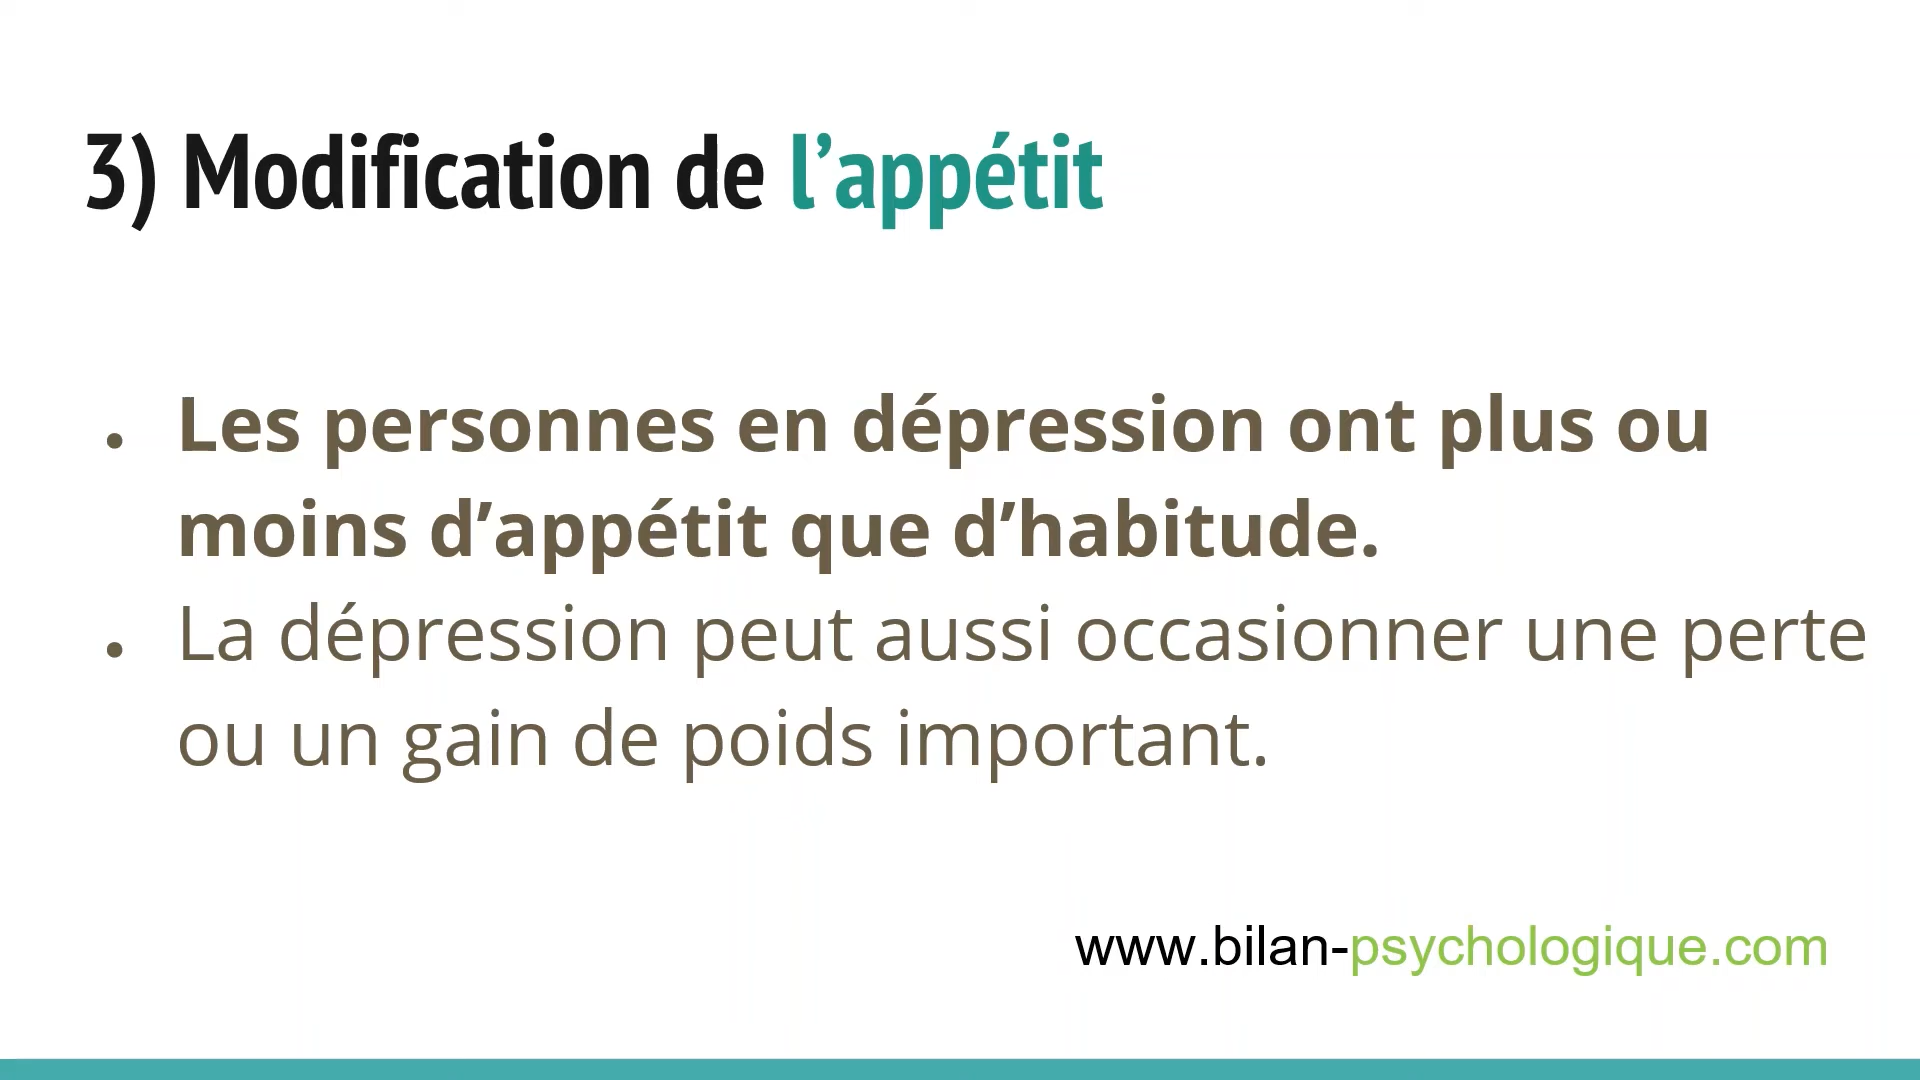 3) Modification de l’appétit
• Les personnes en dépression ont plus ou
moins d’appétit que d’habitude.
• La dépression peut aussi occasionner une perte
ou un gain de poids important.
www.bilan-psychologique.com